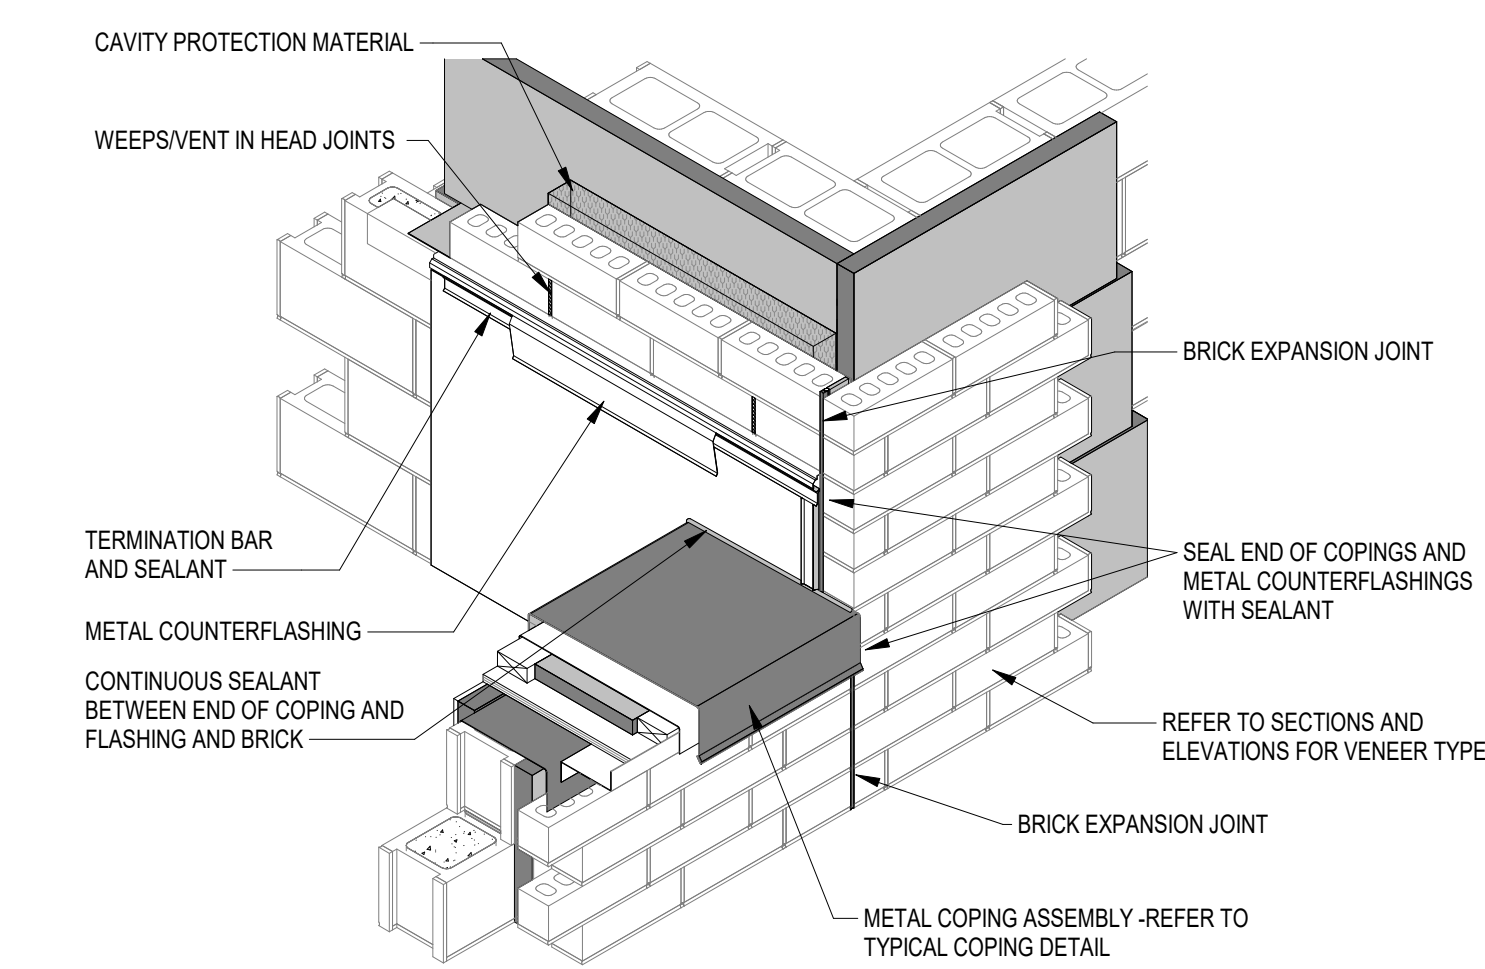 CAVITY PROTECTION MATERIAL
WEEPS/VENT IN HEAD JOINTS
BRICK EXPANSION JOINT
TERMINATION BAR
AND SEALANT
SEAL END OF COPINGS AND
METAL COUNTERFLASHINGS
WITH SEALANT
METAL COUNTERFLASHING
CONTINUOUS SEALANT
BETWEEN END OF COPING AND
FLASHING AND BRICK
REFER TO SECTIONS AND
ELEVATIONS FOR VENEER TYPE
BRICK EXPANSION JOINT
METAL COPING ASSEMBLY -REFER TO
TYPICAL COPING DETAIL